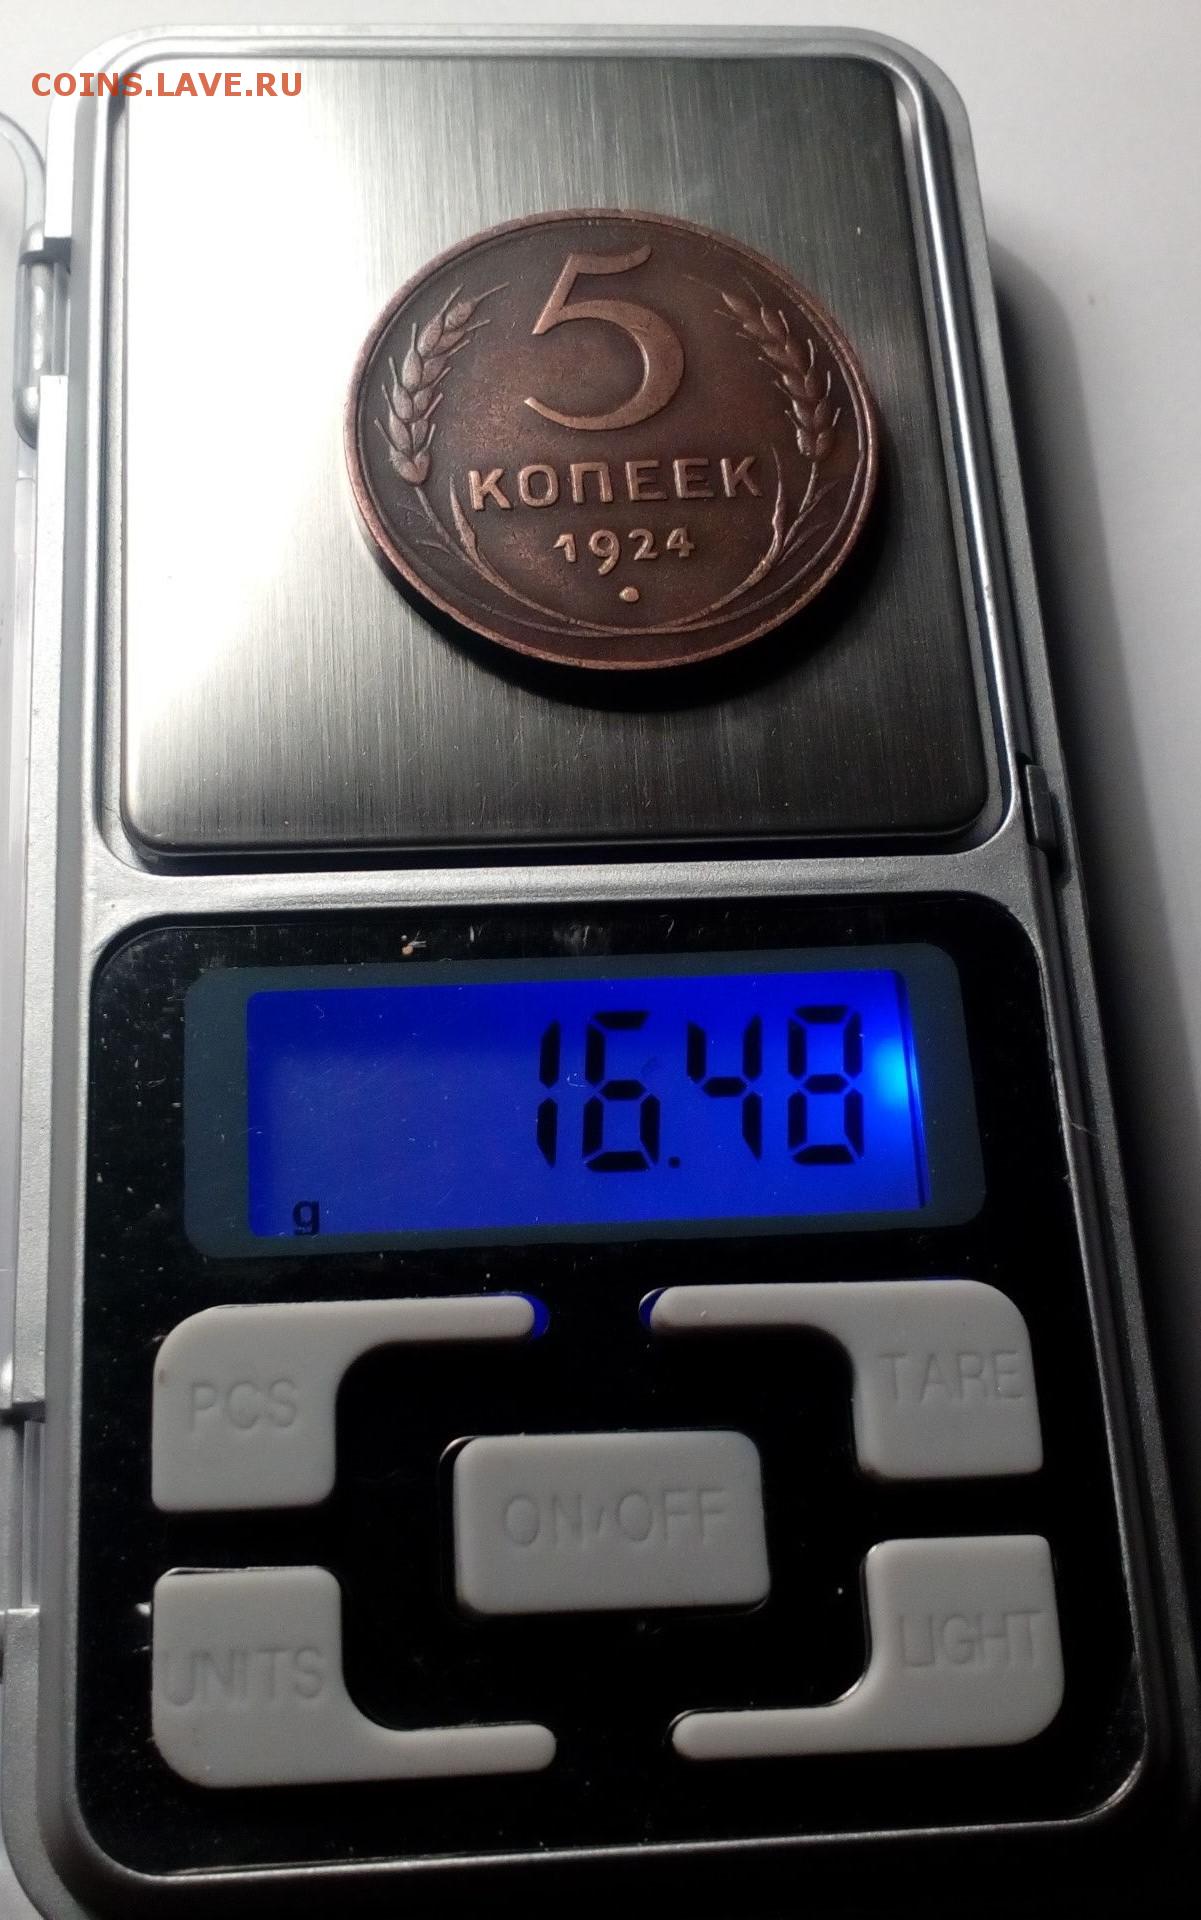 COINS.LAVE.RU
5
КОПЕЕК
1924
16.48
g
PCS
TARE
ON/OFF
UNITS
LIGHT